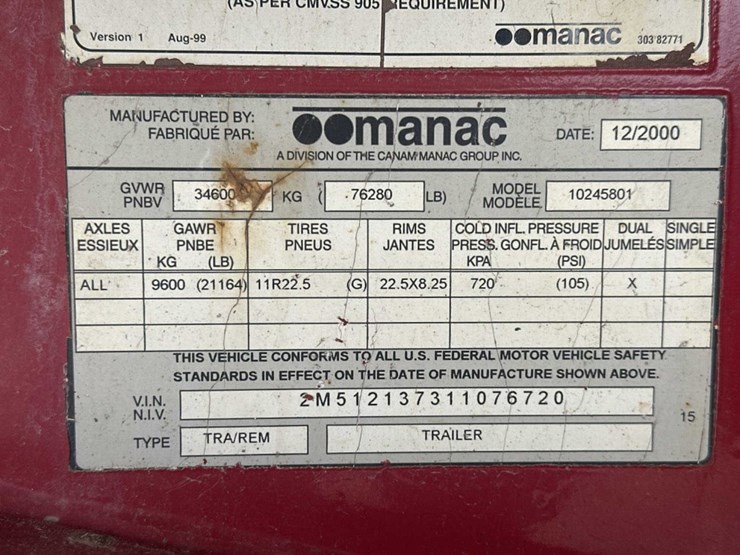 (AS PER CMVSS 905 REQUIREMENT)
Version 1 Aug-99 manac 303 82771
MANUFACTURED BY:
FABRIQUÉ PAR:
manac
A DIVISION OF THE CANAM MANAC GROUP INC.
DATE: 12/2000
GVWR
PNBV
34600 KG ( 76280 LB)
MODEL
MODÈLE
10245801
AXLES
ESSIEUX
GAWR
PNBE
KG (LB)
TIRES
PNEUS
RIMS
JANTES
COLD INFL. PRESSURE
PRESS. GONFL. À FROID
KPA (PSI)
DUAL
JUMELÉS
SINGLE
SIMPLE
ALL 9600 (21164) 11R22.5 (G) 22.5X8.25 720 (105) X
THIS VEHICLE CONFORMS TO ALL U.S. FEDERAL MOTOR VEHICLE SAFETY
STANDARDS IN EFFECT ON THE DATE OF MANUFACTURE SHOWN ABOVE.
V.I.N.
N.I.V.
2M512137311076720
15
TYPE TRA/REM TRAILER